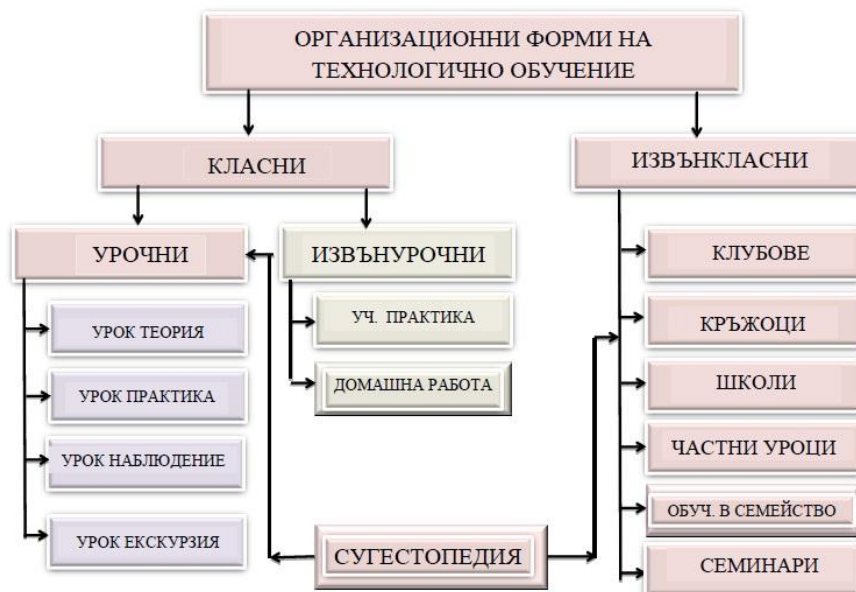 ОРГАНИЗАЦИОННИ ФОРМИ НА
ТЕХНОЛОГИЧНО ОБУЧЕНИЕ
КЛАСНИ
ИЗВЪНКЛАСНИ
УРОЧНИ
ИЗВЪНУРОЧНИ
УРОК ТЕОРИЯ
УРОК ПРАКТИКА
УРОК НАБЛЮДЕНИЕ
УРОК ЕКСКУРЗИЯ
УЧ. ПРАКТИКА
ДОМАШНА РАБОТА
СУГЕСТОПЕДИЯ
КЛУБОВЕ
КРЪЖОЦИ
ШКОЛИ
ЧАСТНИ УРОЦИ
ОБУЧ. В СЕМЕЙСТВО
СЕМИНАРИ